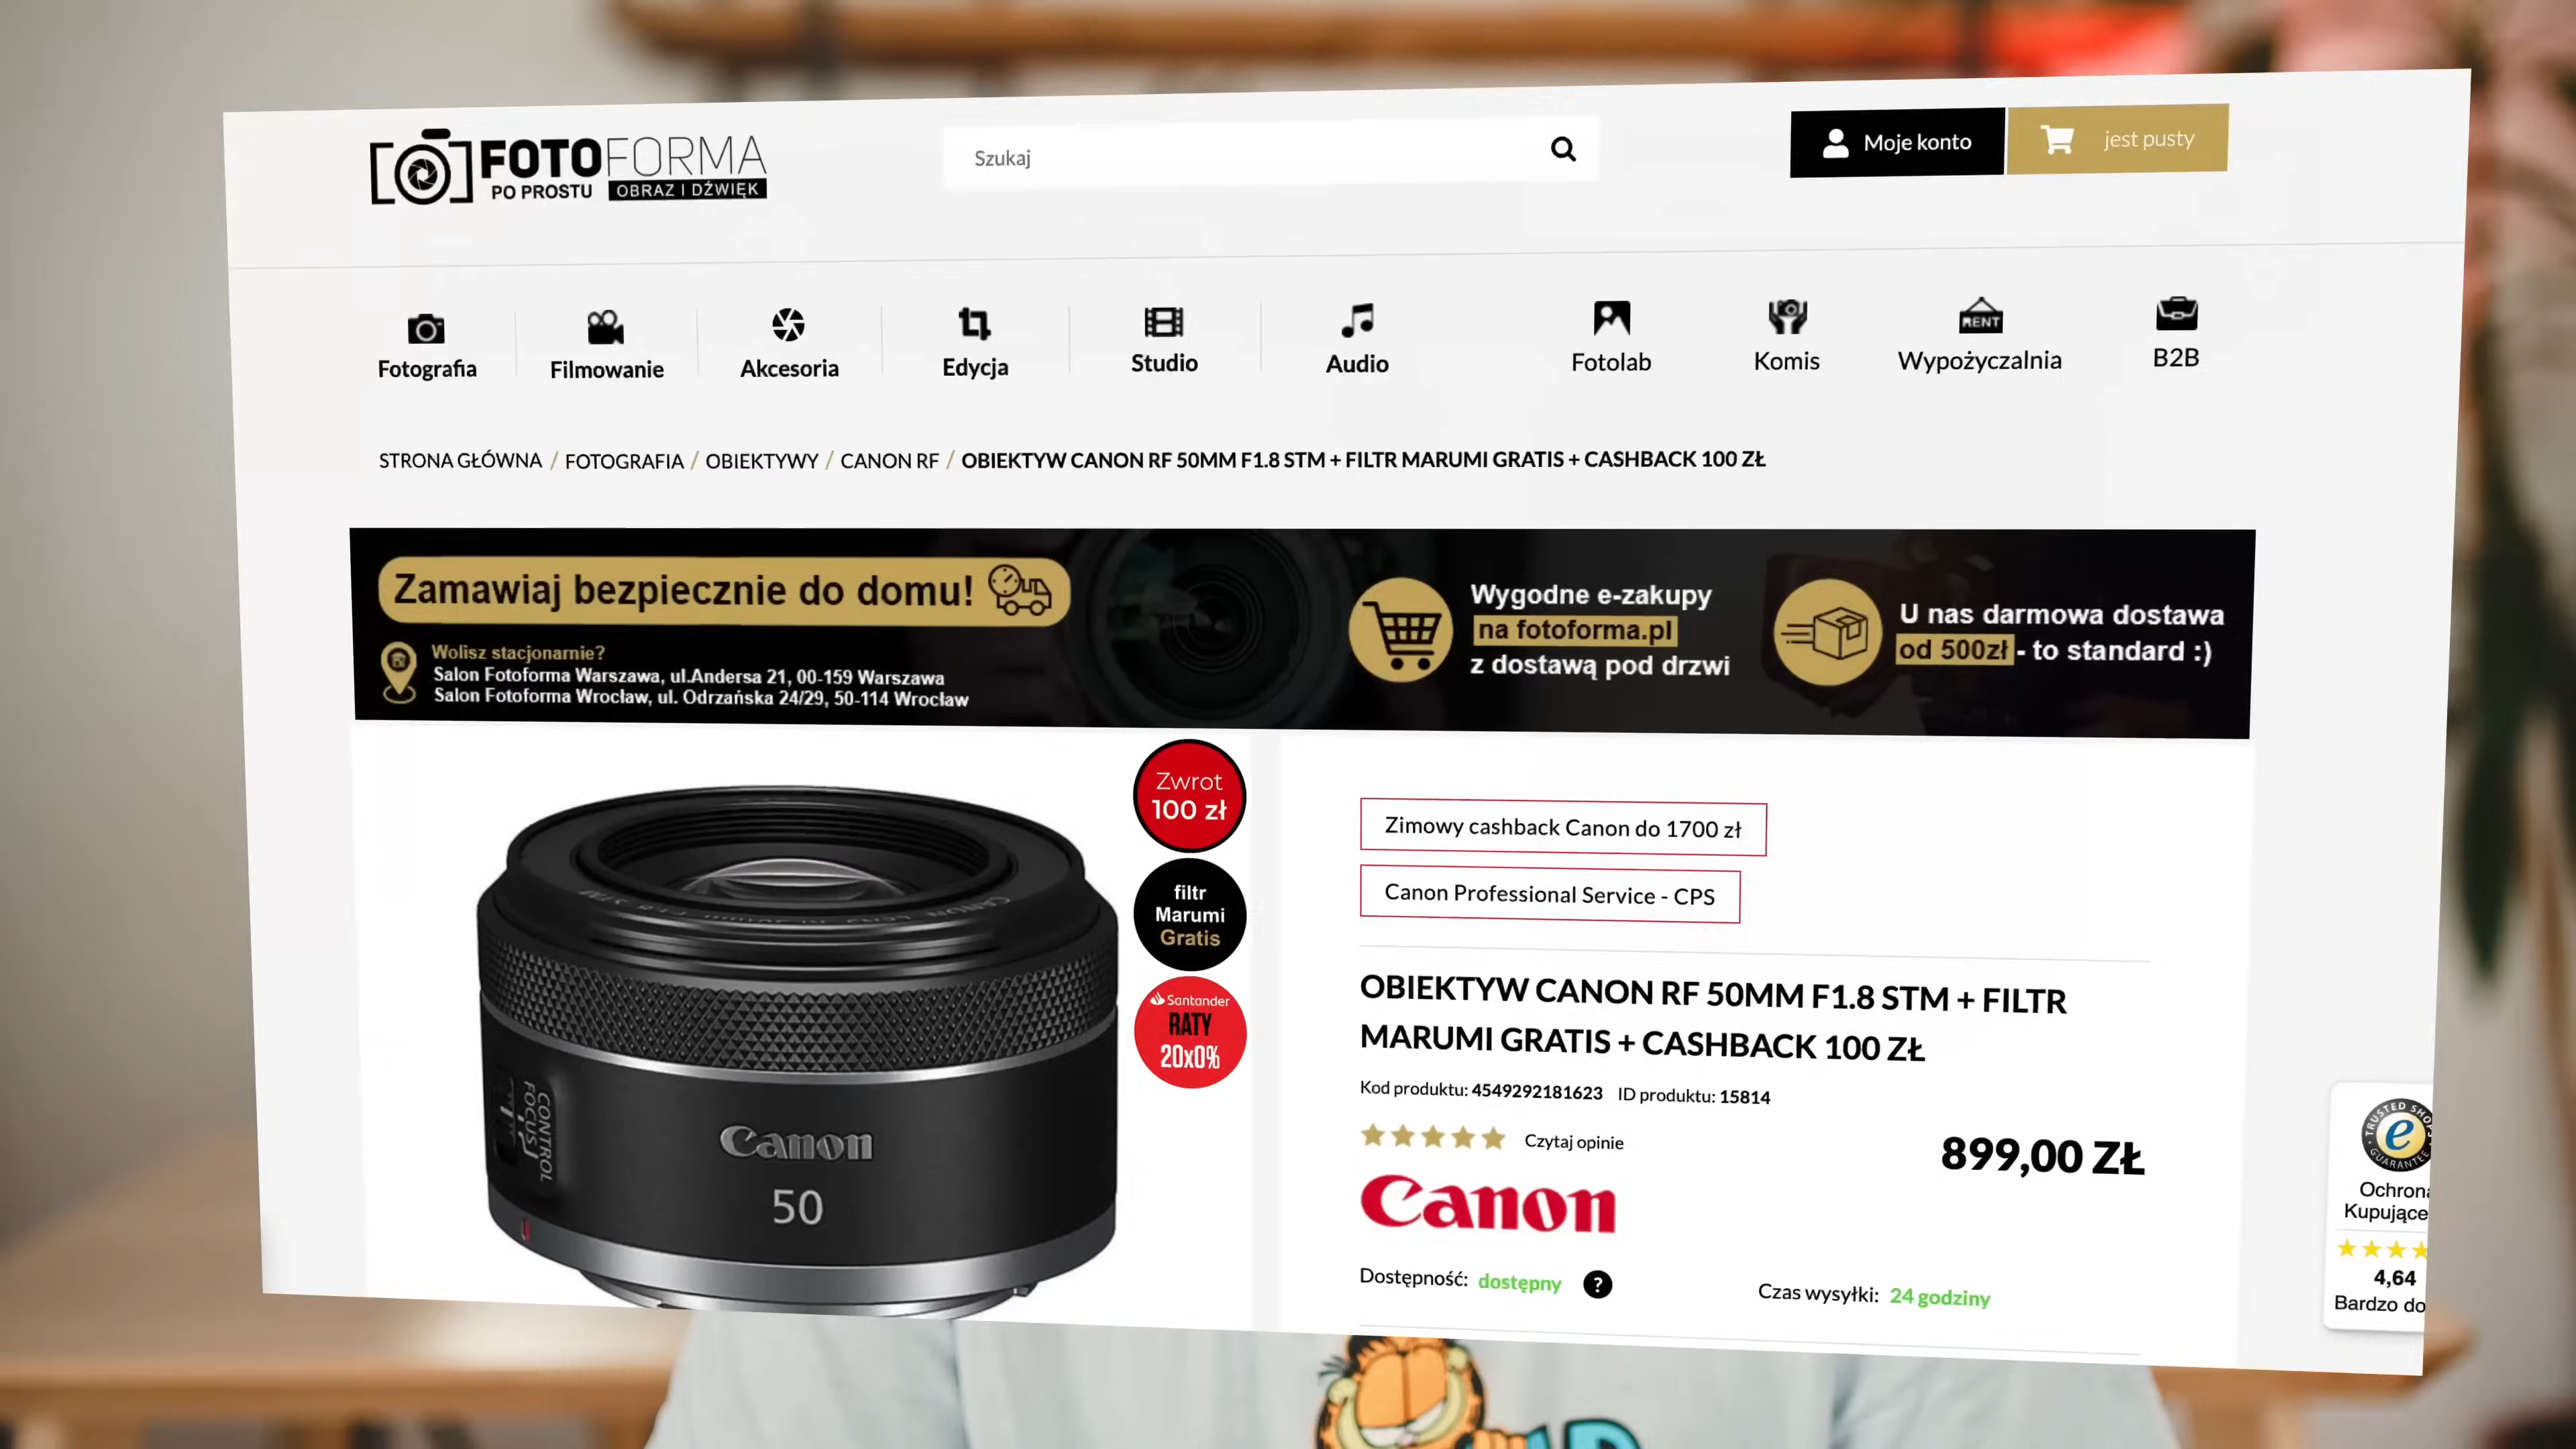 FOTOFORMA
PO PROSTU OBRAZ I DŹWIĘK
Szukaj
Moje konto
jest pusty
Fotografia
Filmowanie
Akcesoria
Edycja
Studio
Audio
Fotolab
Komis
RENT
Wypożyczalnia
B2B
STRONA GŁÓWNA / FOTOGRAFIA / OBIEKTYWY / CANON RF / OBIEKTYW CANON RF 50MM F1.8 STM + FILTR MARUMI GRATIS + CASHBACK 100 ZŁ
Zamawiaj bezpiecznie do domu!
Wolisz stacjonarnie?
Salon Fotoforma Warszawa, ul.Andersa 21, 00-159 Warszawa
Salon Fotoforma Wrocław, ul. Odrzańska 24/29, 50-114 Wrocław
Wygodne e-zakupy
na fotoforma.pl
z dostawą pod drzwi
U nas darmowa dostawa
od 500zł - to standard :)
Zwrot
100 zł
filtr
Marumi
Gratis
Santander
RATY
20x0%
CONTROL
FOCUS
Canon
50
Zimowy cashback Canon do 1700 zł
Canon Professional Service - CPS
OBIEKTYW CANON RF 50MM F1.8 STM + FILTR
MARUMI GRATIS + CASHBACK 100 ZŁ
Kod produktu: 4549292181623 ID produktu: 15814
Czytaj opinie
899,00 ZŁ
Canon
Dostępność: dostępny ?
Czas wysyłki: 24 godziny
TRUSTED SHOPS
e
GUARANTEE
Ochrona
Kupujące
4,64
Bardzo do